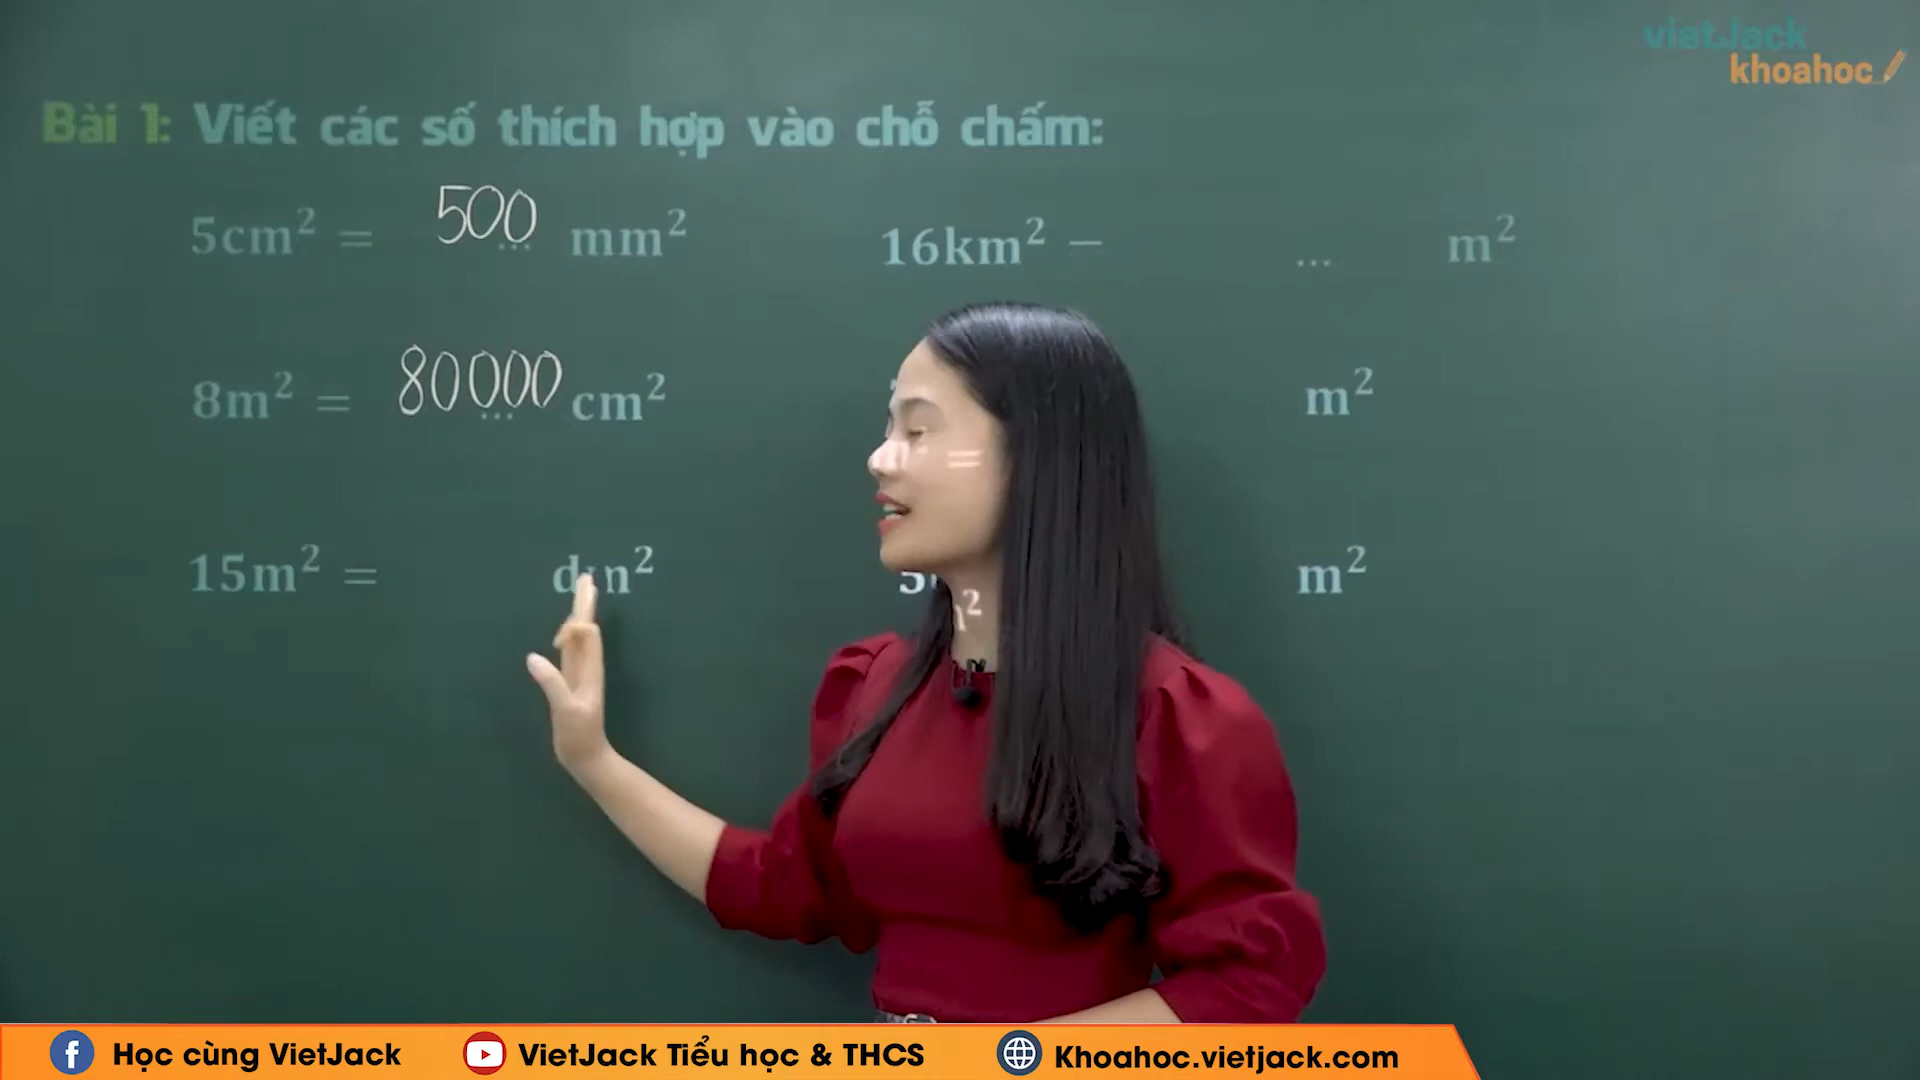 vietJack
khoahoc
Bài 1: Viết các số thích hợp vào chỗ chấm:
5cm² = 500 ... mm² 16km² = ... m²
8m² = 80000 ... cm² = m²
15m² = dm² 5 m²
Học cùng VietJack VietJack Tiểu học & THCS Khoahoc.vietjack.com